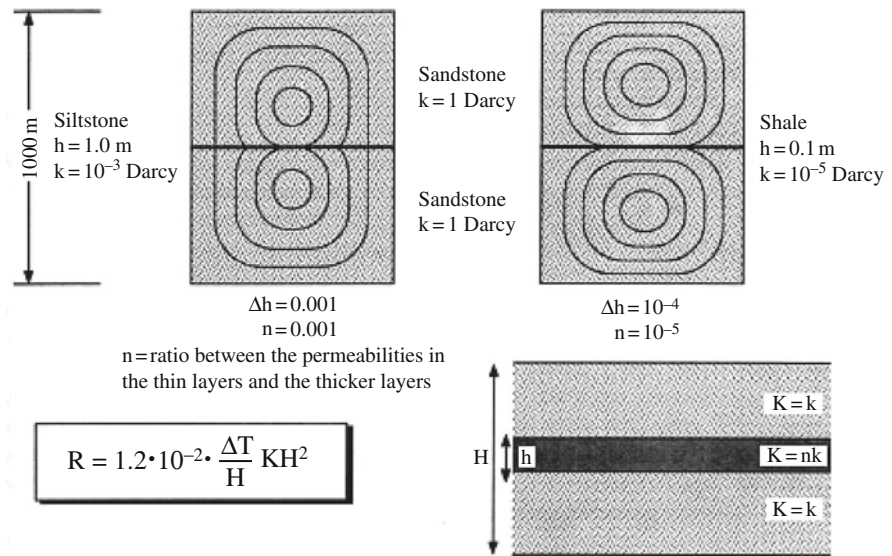 1000 m
Siltstone
h = 1.0 m
k = 10⁻³ Darcy
Sandstone
k = 1 Darcy
Sandstone
k = 1 Darcy
Shale
h = 0.1 m
k = 10⁻⁵ Darcy
Δh = 0.001
n = 0.001
n = ratio between the permeabilities in
the thin layers and the thicker layers
Δh = 10⁻⁴
n = 10⁻⁵
R = 1.2•10⁻²• ΔT/H KH²
H
h
K = k
K = nk
K = k